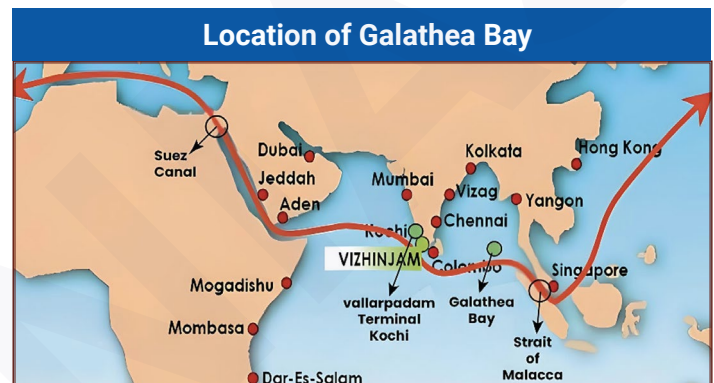 Location of Galathea Bay
Suez
Canal
Dubai
Jeddah
Aden
Mumbai
Kolkata
Hong Kong
Vizag
Yangon
Chennai
Kochi
VIZHINJAM
Colombo
Singapore
Mogadishu
vallarpadam
Terminal
Kochi
Galathea
Bay
Mombasa
Strait
of
Malacca
Dar-Es-Salam